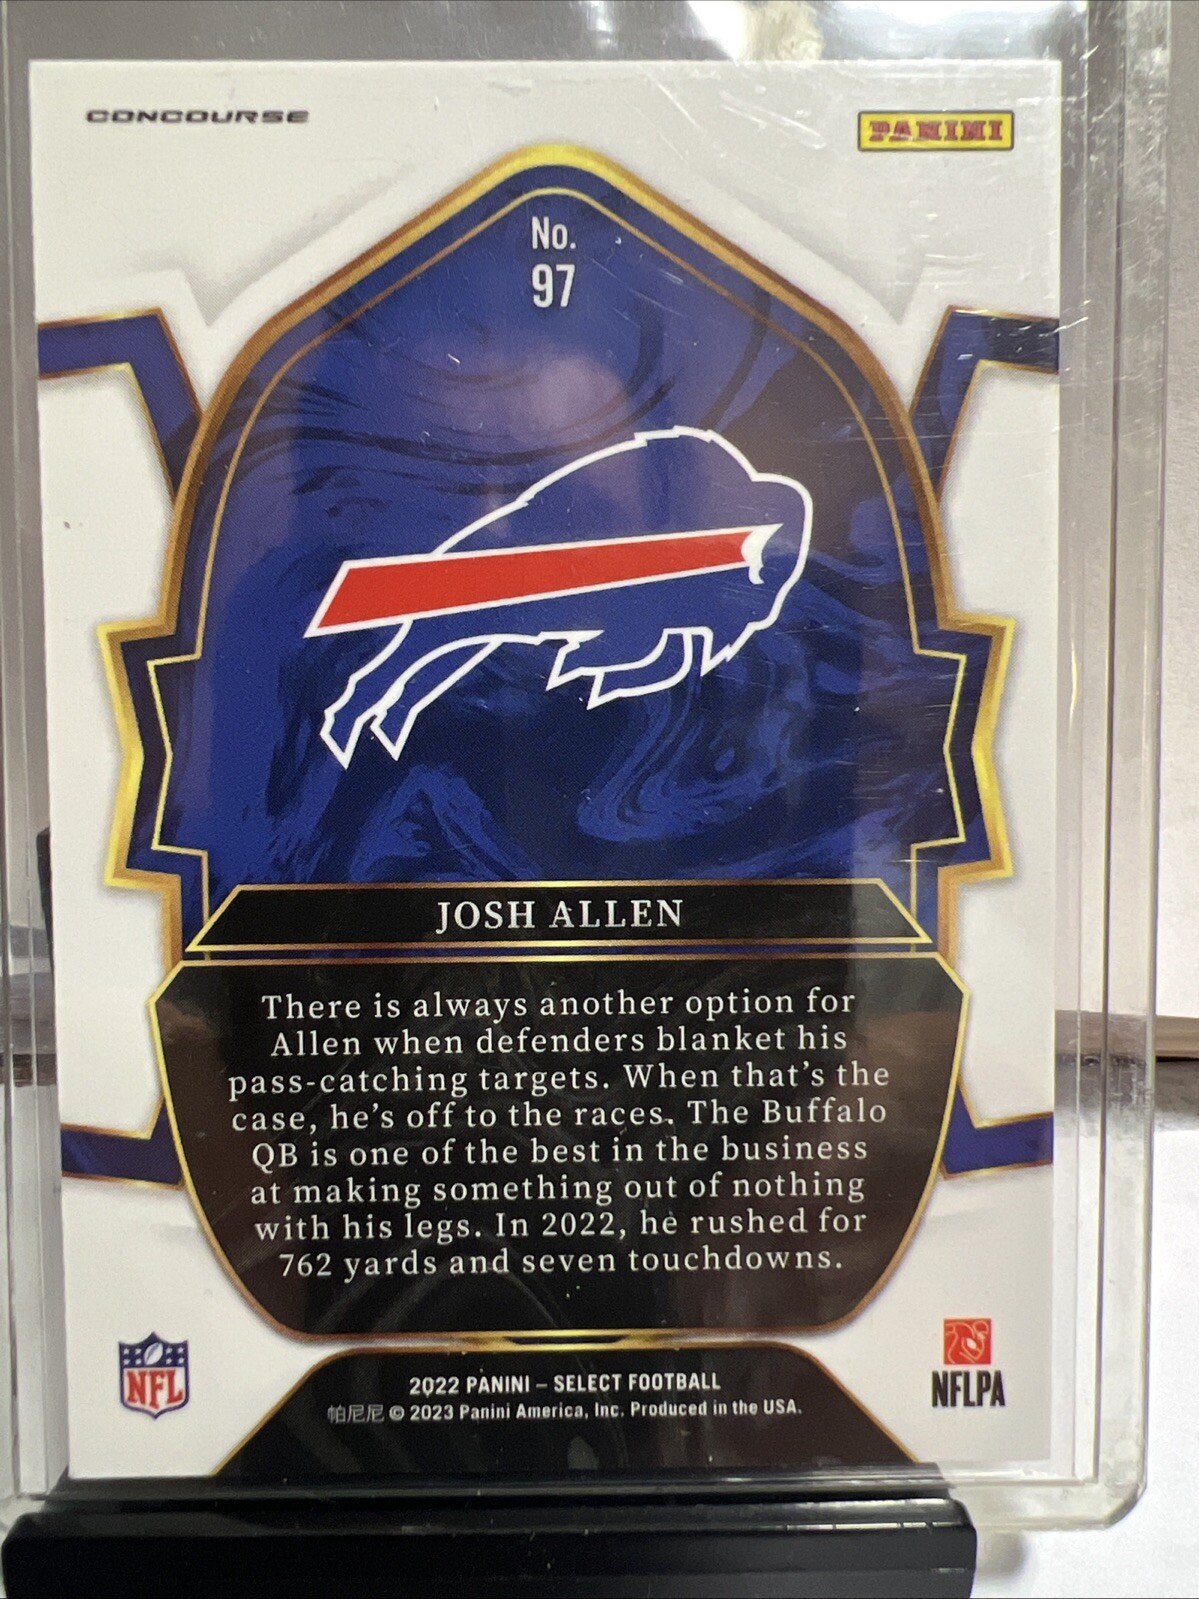 CONCOURSE
PANINI
No.
97
JOSH ALLEN
There is always another option for
Allen when defenders blanket his
pass-catching targets. When that's the
case, he's off to the races. The Buffalo
QB is one of the best in the business
at making something out of nothing
with his legs. In 2022, he rushed for
762 yards and seven touchdowns.
NFL
NFLPA
2022 PANINI – SELECT FOOTBALL
帕尼尼 © 2023 Panini America, Inc. Produced in the USA.